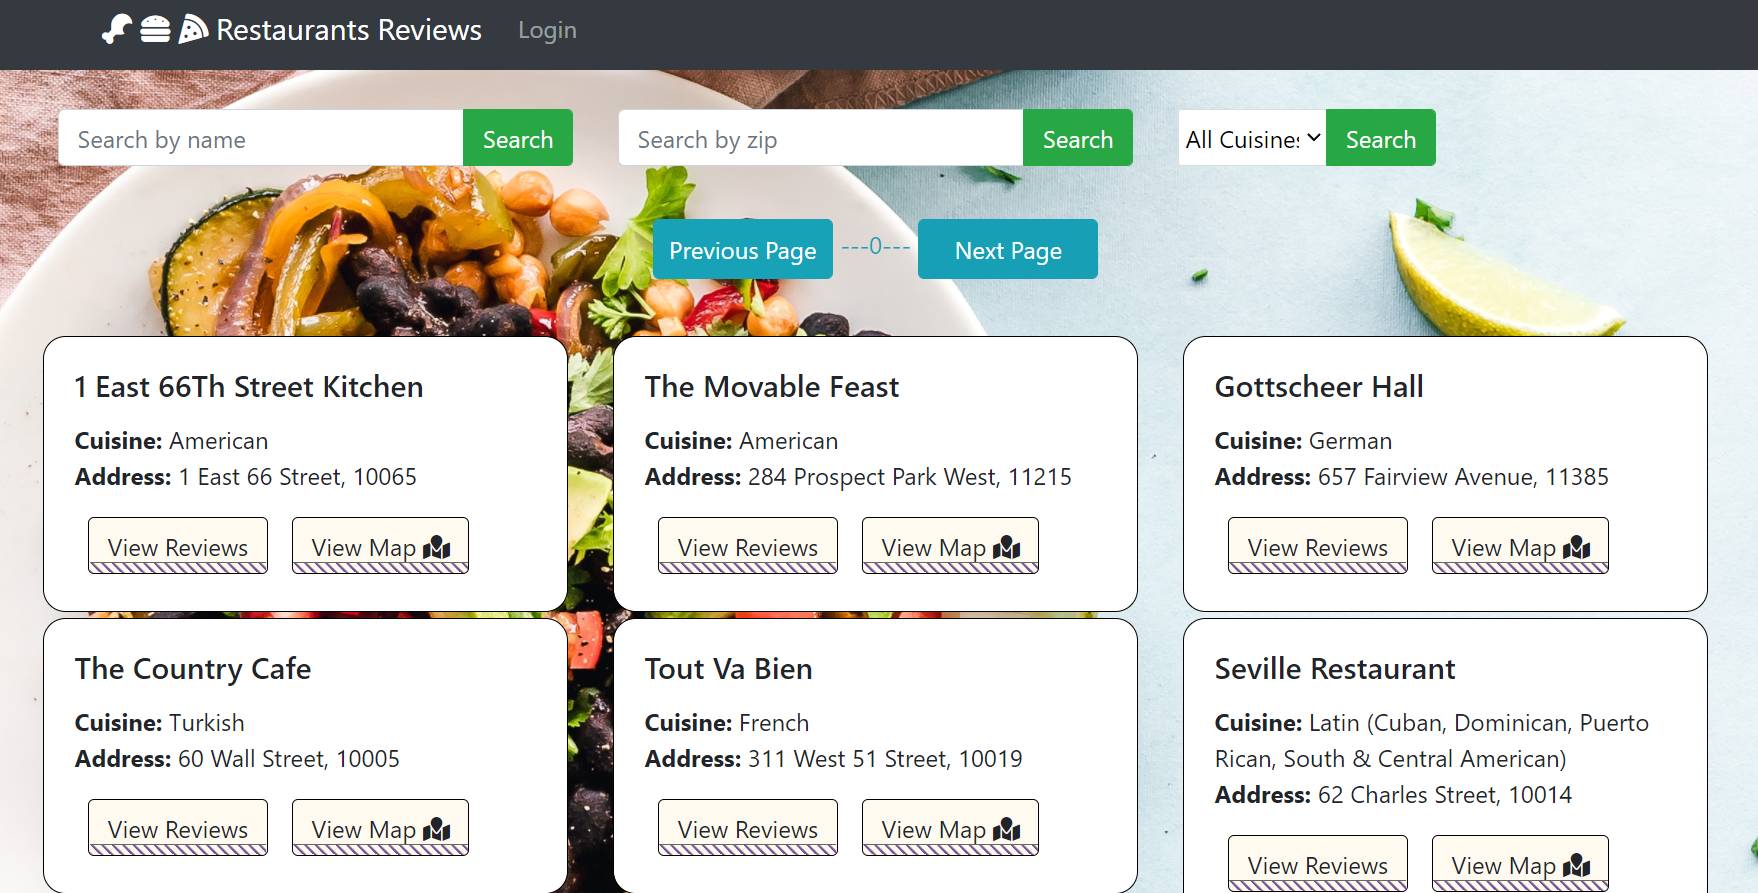 Restaurants Reviews Login
Search by name Search Search by zip Search All Cuisines Search
Previous Page ---0--- Next Page
1 East 66Th Street Kitchen
Cuisine: American
Address: 1 East 66 Street, 10065
View Reviews View Map
The Movable Feast
Cuisine: American
Address: 284 Prospect Park West, 11215
View Reviews View Map
Gottscheer Hall
Cuisine: German
Address: 657 Fairview Avenue, 11385
View Reviews View Map
The Country Cafe
Cuisine: Turkish
Address: 60 Wall Street, 10005
View Reviews View Map
Tout Va Bien
Cuisine: French
Address: 311 West 51 Street, 10019
View Reviews View Map
Seville Restaurant
Cuisine: Latin (Cuban, Dominican, Puerto
Rican, South & Central American)
Address: 62 Charles Street, 10014
View Reviews View Map